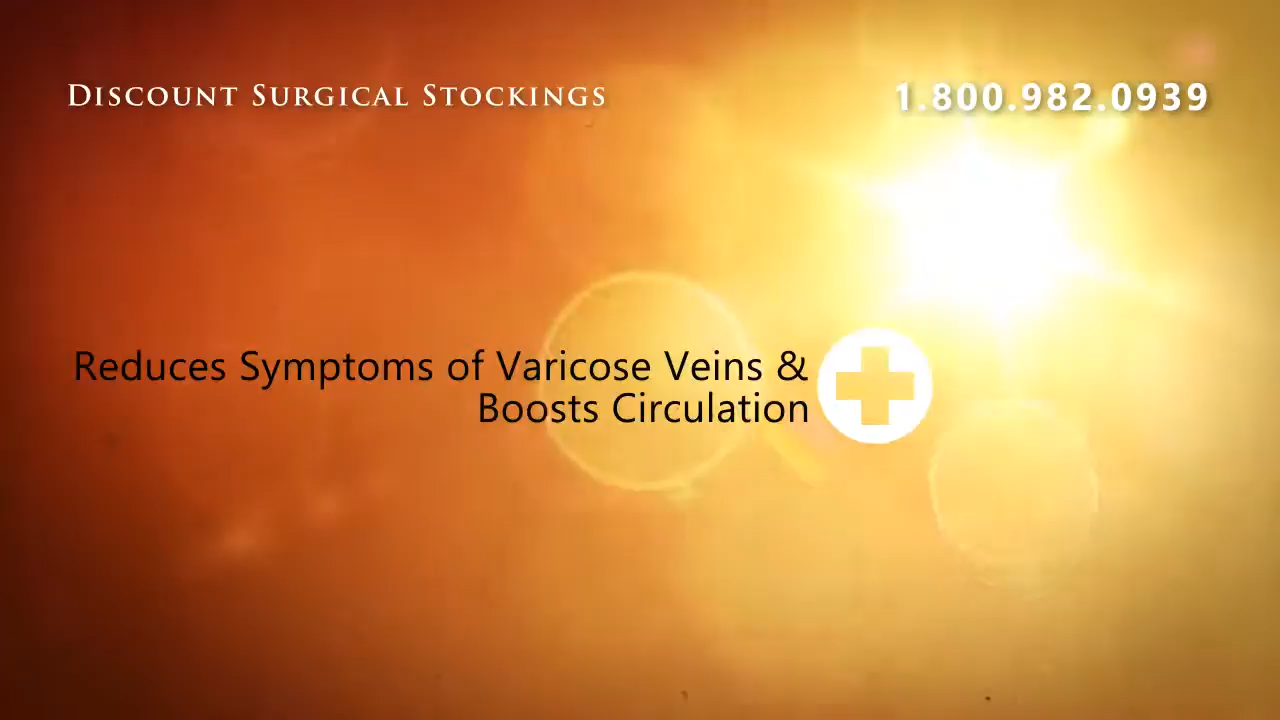 Discount Surgical Stockings
1.800.982.0939
Reduces Symptoms of Varicose Veins &
Boosts Circulation